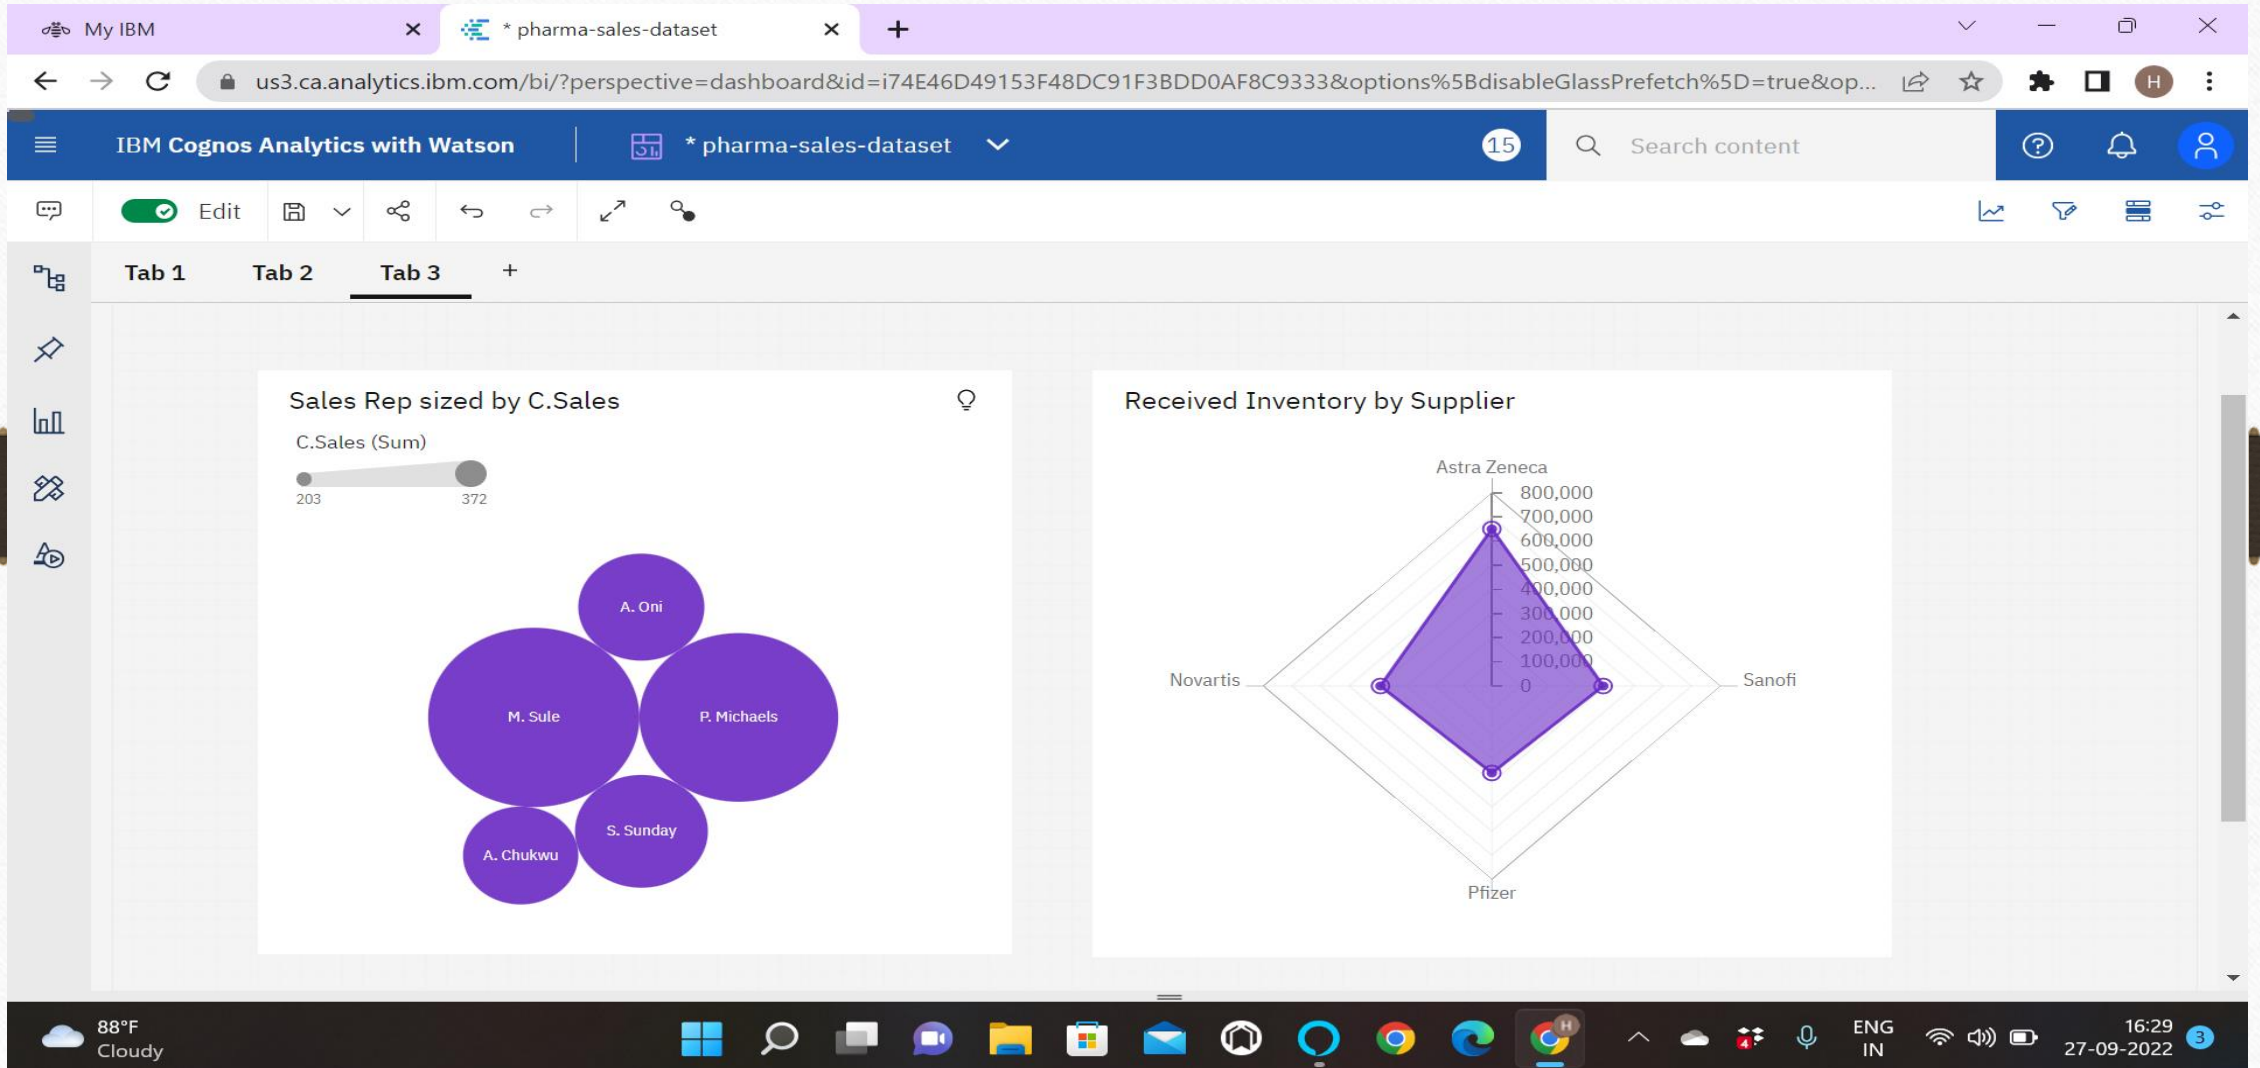 My IBM
* pharma-sales-dataset
us3.ca.analytics.ibm.com/bi/?perspective=dashboard&id=i74E46D49153F48DC91F3BDD0AF8C9333&options%5BdisableGlassPrefetch%5D=true&op...
H
IBM Cognos Analytics with Watson
* pharma-sales-dataset
15
Search content
Edit
Tab 1
Tab 2
Tab 3
Sales Rep sized by C.Sales
C.Sales (Sum)
203
372
A. Oni
M. Sule
P. Michaels
S. Sunday
A. Chukwu
Received Inventory by Supplier
Astra Zeneca
800,000
700,000
600,000
500,000
400,000
300,000
200,000
100,000
0
Novartis
Sanofi
Pfizer
88°F
Cloudy
H
4
ENG
IN
16:29
27-09-2022
3